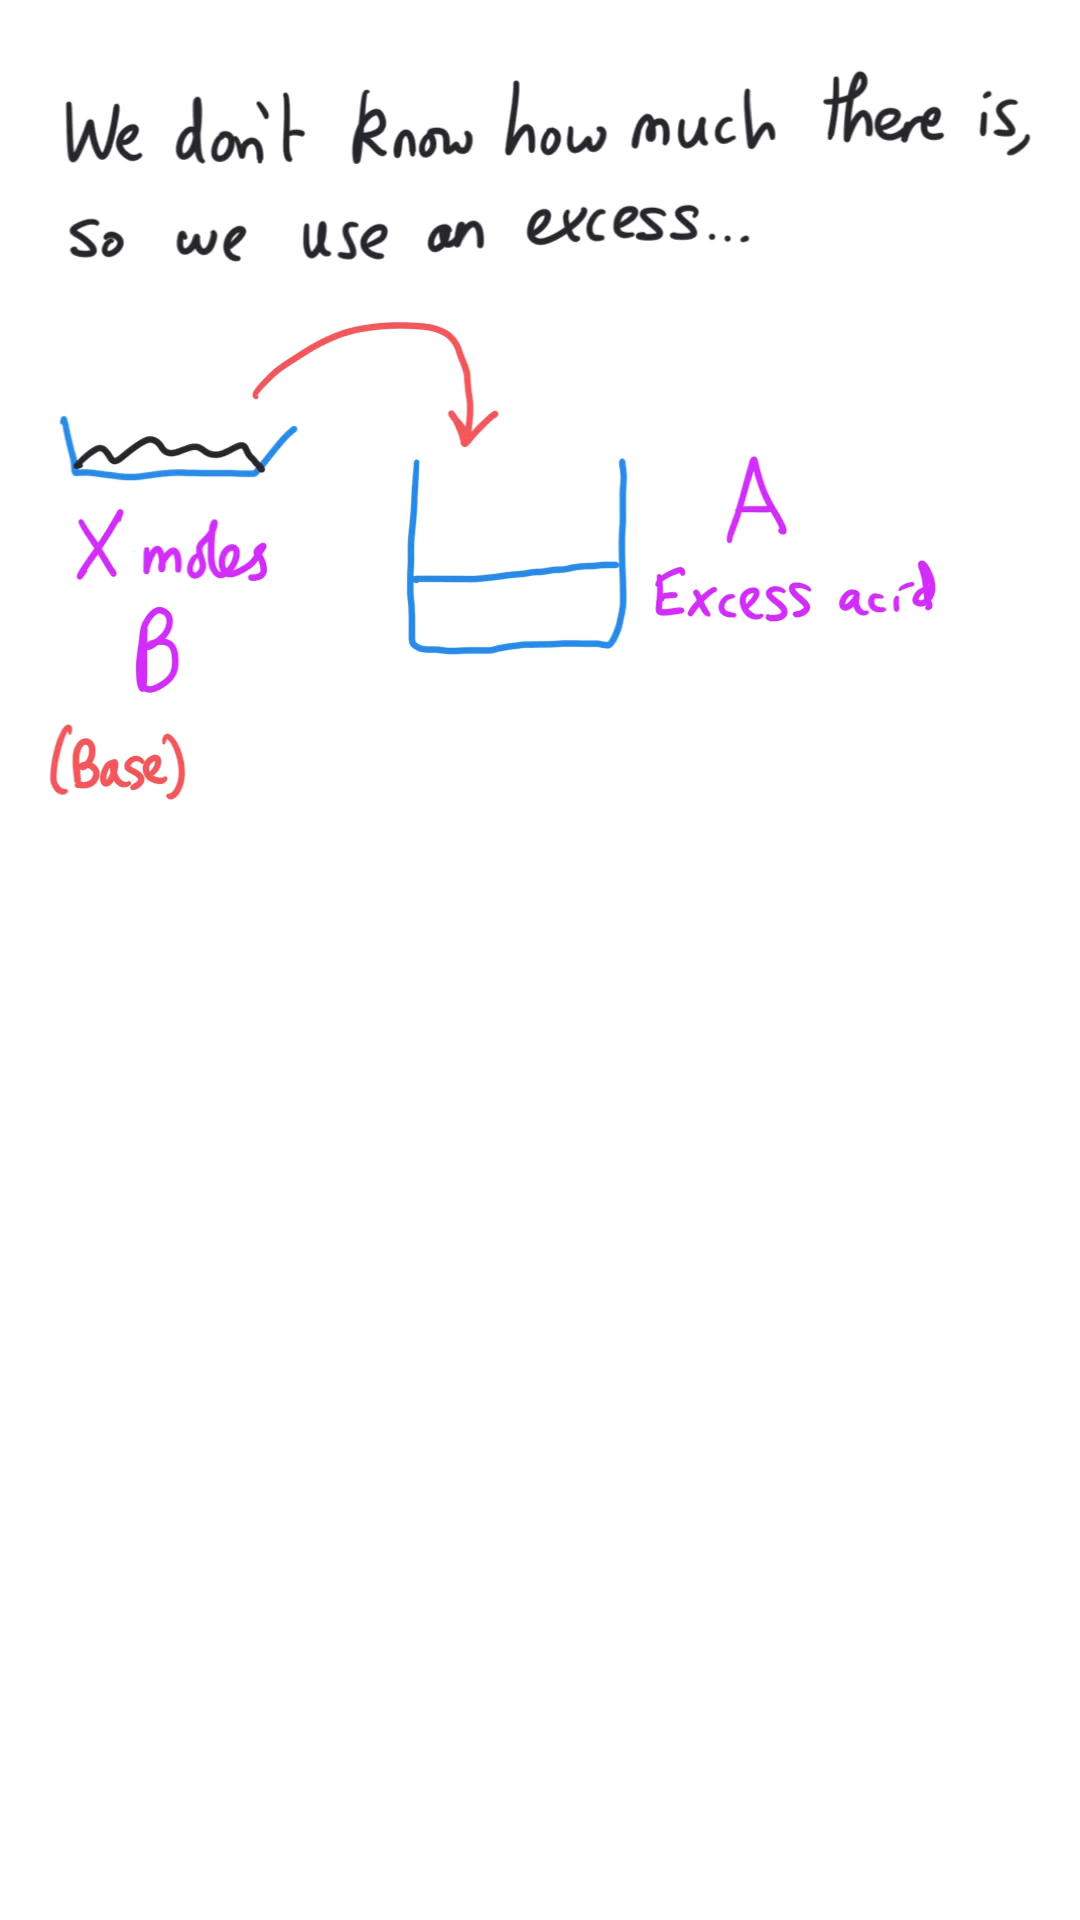 We don't know how much there is,
so we use an excess...
X moles
B
(Base)
A
Excess acid